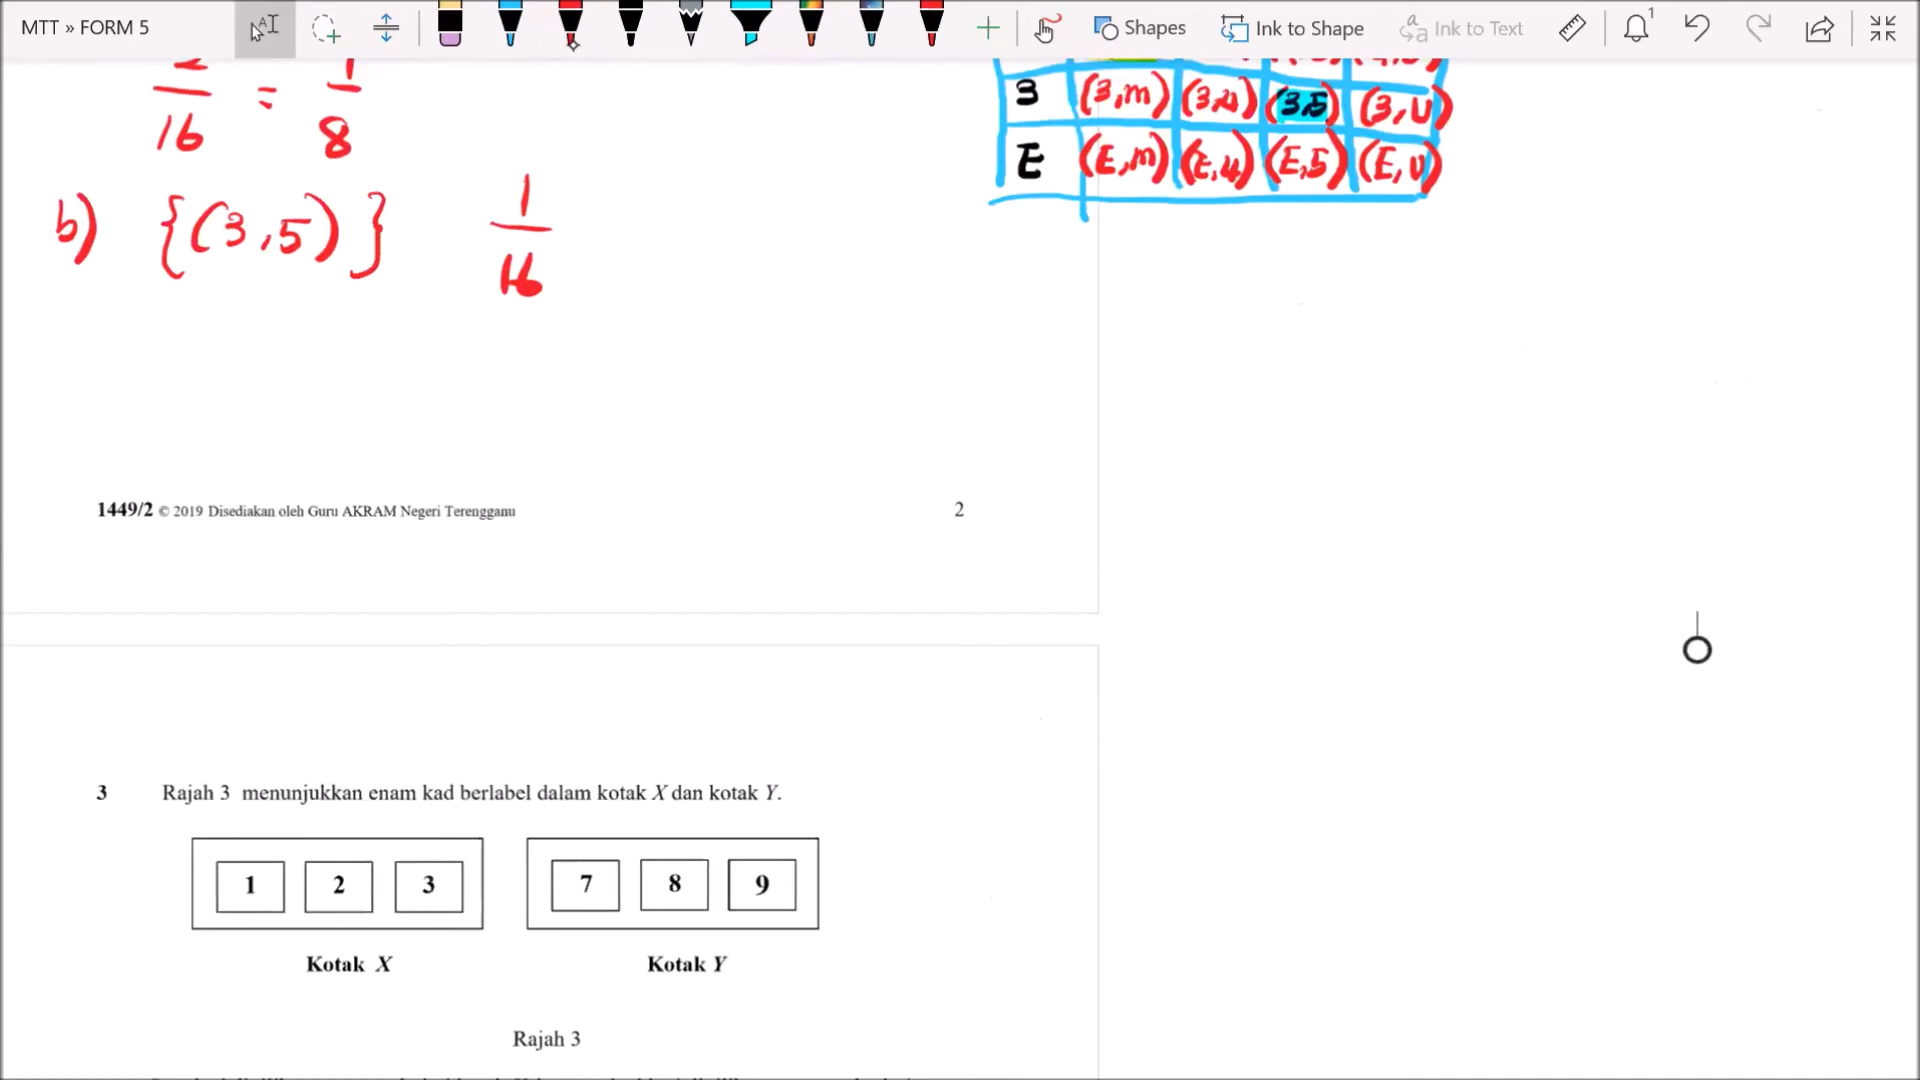 MTT » FORM 5
Shapes
Ink to Shape
Ink to Text
1
16 = 1/8
3 (3,m) (3,4) (3,5) (3,U)
E (E,m) (E,4) (E,5) (E,U)
b) {(3,5)} 1/16
1449/2 © 2019 Disediakan oleh Guru AKRAM Negeri Terengganu 2
3 Rajah 3 menunjukkan enam kad berlabel dalam kotak X dan kotak Y.
1 2 3 7 8 9
Kotak X Kotak Y
Rajah 3